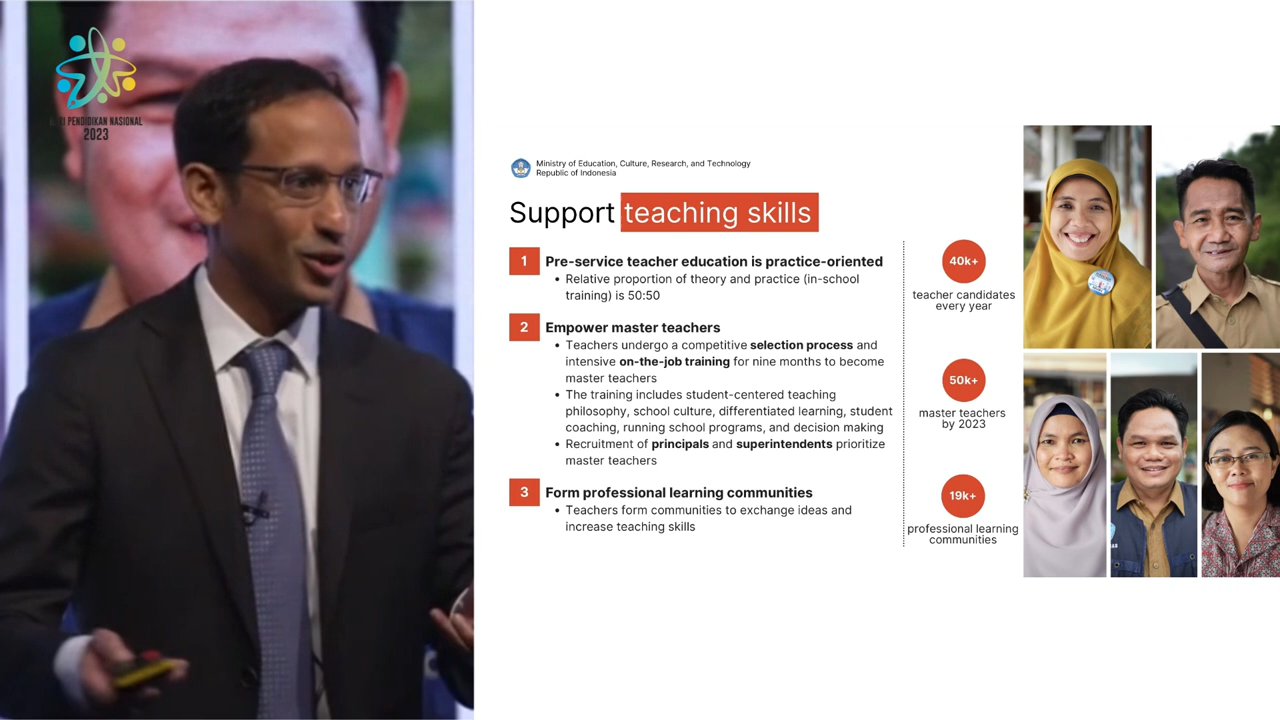 PENDIDIKAN NASIONAL
2023
Ministry of Education, Culture, Research, and Technology
Republic of Indonesia
Support teaching skills
1 Pre-service teacher education is practice-oriented
• Relative proportion of theory and practice (in-school
training) is 50:50
2 Empower master teachers
• Teachers undergo a competitive selection process and
intensive on-the-job training for nine months to become
master teachers
• The training includes student-centered teaching
philosophy, school culture, differentiated learning, student
coaching, running school programs, and decision making
• Recruitment of principals and superintendents prioritize
master teachers
3 Form professional learning communities
• Teachers form communities to exchange ideas and
increase teaching skills
40k+
teacher candidates
every year
50k+
master teachers
by 2023
19k+
professional learning
communities